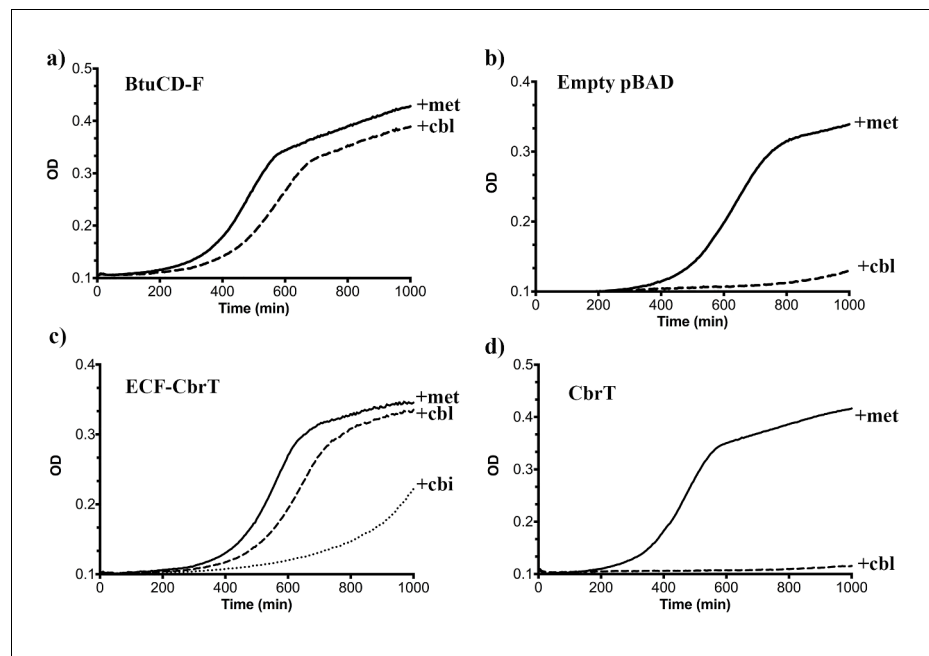 a)
BtuCD-F
0.5
0.4
0.3
0.2
0.1
OD
+met
+cbl
0 200 400 600 800 1000
Time (min)
b)
Empty pBAD
0.4
0.3
0.2
0.1
OD
+met
+cbl
0 200 400 600 800 1000
Time (min)
c)
ECF-CbrT
0.4
0.3
0.2
0.1
OD
+met
+cbl
+cbi
0 200 400 600 800 1000
Time (min)
d)
CbrT
0.5
0.4
0.3
0.2
0.1
OD
+met
+cbl
0 200 400 600 800 1000
Time (min)